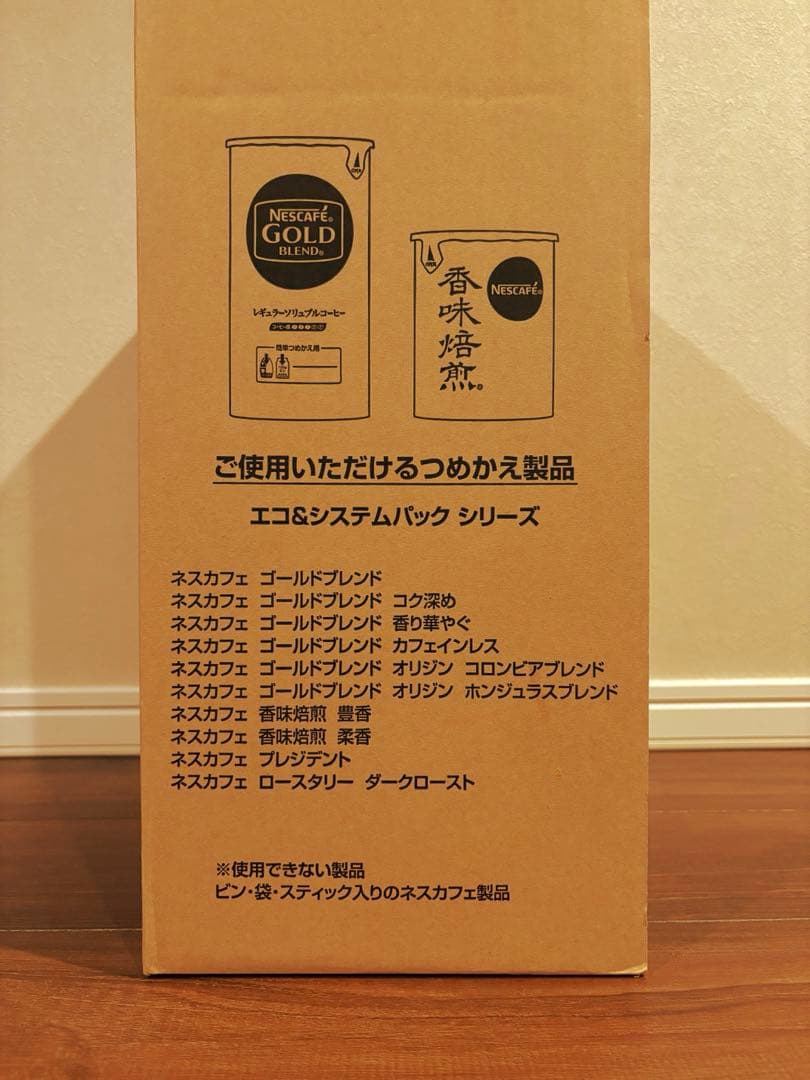 OPEN
NESCAFÉ®
GOLD
BLEND®
レギュラーソリュブルコーヒー
簡単つめかえ用
OPEN
香味焙煎®
NESCAFÉ®
ご使用いただけるつめかえ製品
エコ&システムパック シリーズ
ネスカフェ ゴールドブレンド
ネスカフェ ゴールドブレンド コク深め
ネスカフェ ゴールドブレンド 香り華やぐ
ネスカフェ ゴールドブレンド カフェインレス
ネスカフェ ゴールドブレンド オリジン コロンビアブレンド
ネスカフェ ゴールドブレンド オリジン ホンジュラスブレンド
ネスカフェ 香味焙煎 豊香
ネスカフェ 香味焙煎 柔香
ネスカフェ プレジデント
ネスカフェ ロースタリー ダークロースト
※使用できない製品
ビン・袋・スティック入りのネスカフェ製品